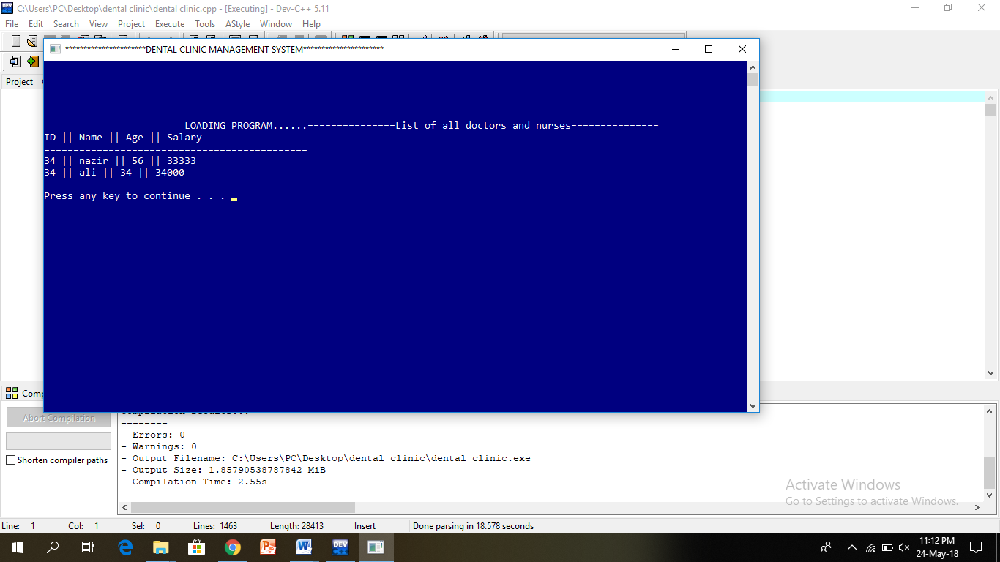 C:\Users\PC\Desktop\dental clinic\dental clinic.cpp - [Executing] - Dev-C++ 5.11
File Edit Search View Project Execute Tools AStyle Window Help
**********************DENTAL CLINIC MANAGEMENT SYSTEM**********************
Project
LOADING PROGRAM......===============List of all doctors and nurses===============
ID || Name || Age || Salary
=============================================
34 || nazir || 56 || 33333
34 || ali || 34 || 34000
Press any key to continue . . .
Comp
Abort Compilation
Shorten compiler paths
Compilation results...
--------
- Errors: 0
- Warnings: 0
- Output Filename: C:\Users\PC\Desktop\dental clinic\dental clinic.exe
- Output Size: 1.85790538787842 MiB
- Compilation Time: 2.55s
Activate Windows
Go to Settings to activate Windows.
Line: 1 Col: 1 Sel: 0 Lines: 1463 Length: 28413 Insert Done parsing in 18.578 seconds
11:12 PM
24-May-18